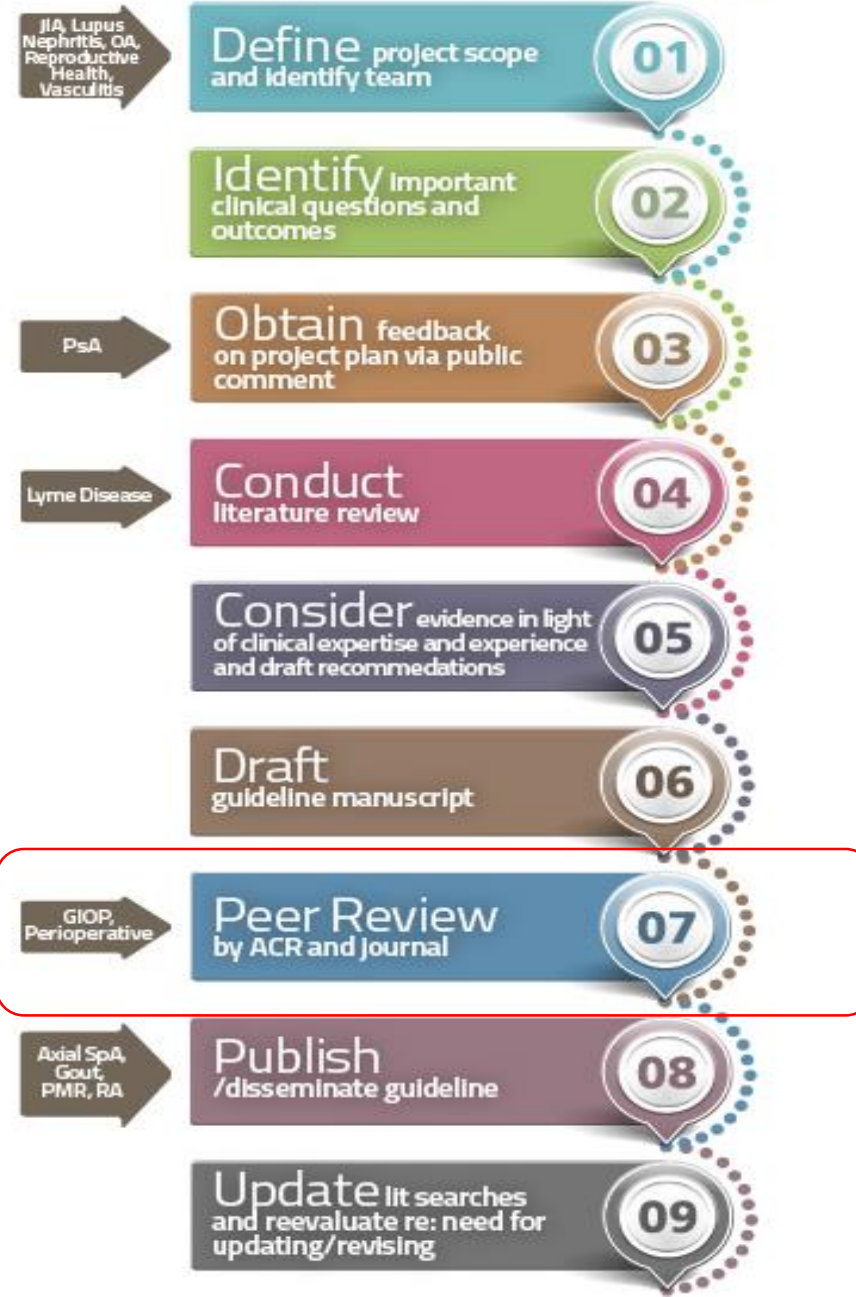 JIA, Lupus
Nephritis, OA,
Reproductive
Health,
Vasculitis
Define project scope
and identify team
01
Identify important
clinical questions and
outcomes
02
PsA
Obtain feedback
on project plan via public
comment
03
Lyme Disease
Conduct
literature review
04
Consider evidence in light
of clinical expertise and experience
and draft recommedations
05
Draft
guideline manuscript
06
GIOP,
Perioperative
Peer Review
by ACR and journal
07
Axial SpA,
Gout,
PMR, RA
Publish
/disseminate guideline
08
Update lit searches
and reevaluate re: need for
updating/revising
09